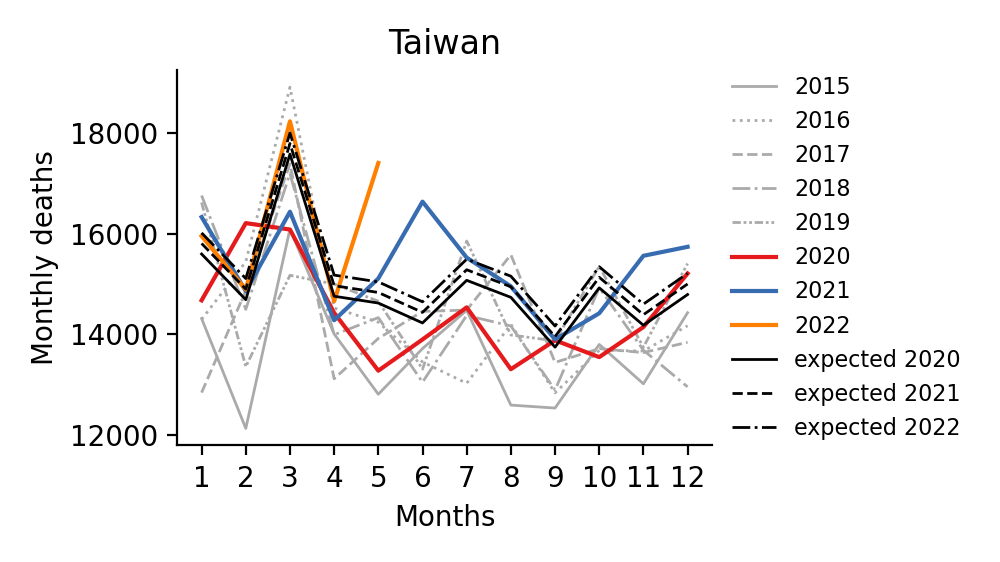 Taiwan
Monthly deaths
18000
16000
14000
12000
1 2 3 4 5 6 7 8 9 10 11 12
Months
2015
2016
2017
2018
2019
2020
2021
2022
expected 2020
expected 2021
expected 2022